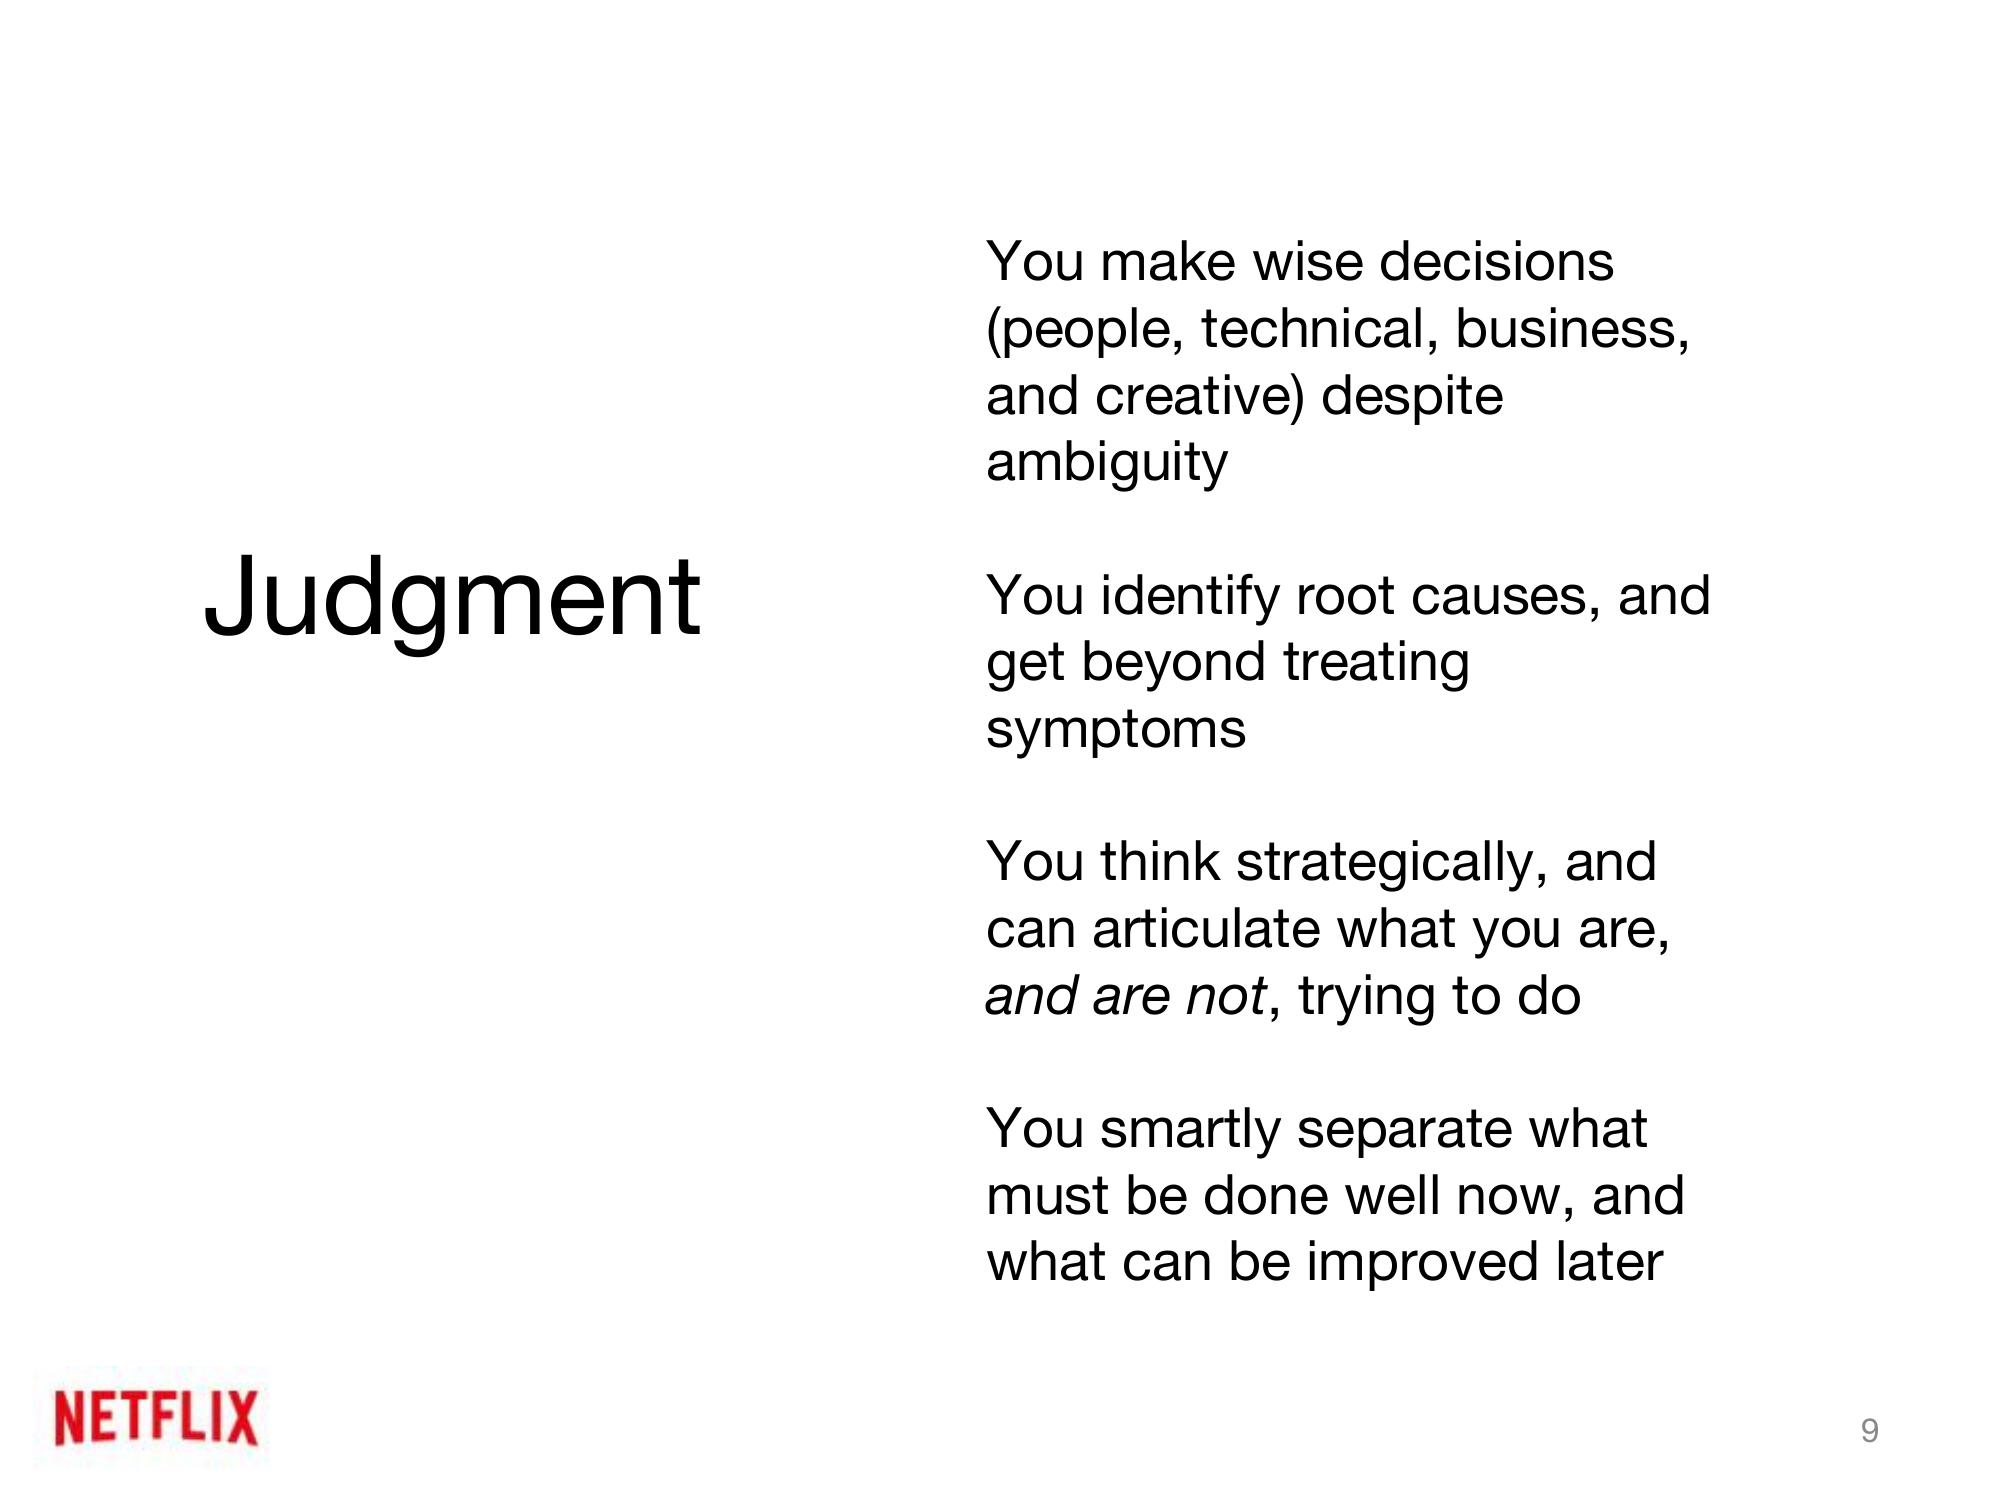 Judgment
You make wise decisions
(people, technical, business,
and creative) despite
ambiguity
You identify root causes, and
get beyond treating
symptoms
You think strategically, and
can articulate what you are,
and are not, trying to do
You smartly separate what
must be done well now, and
what can be improved later
NETFLIX
9